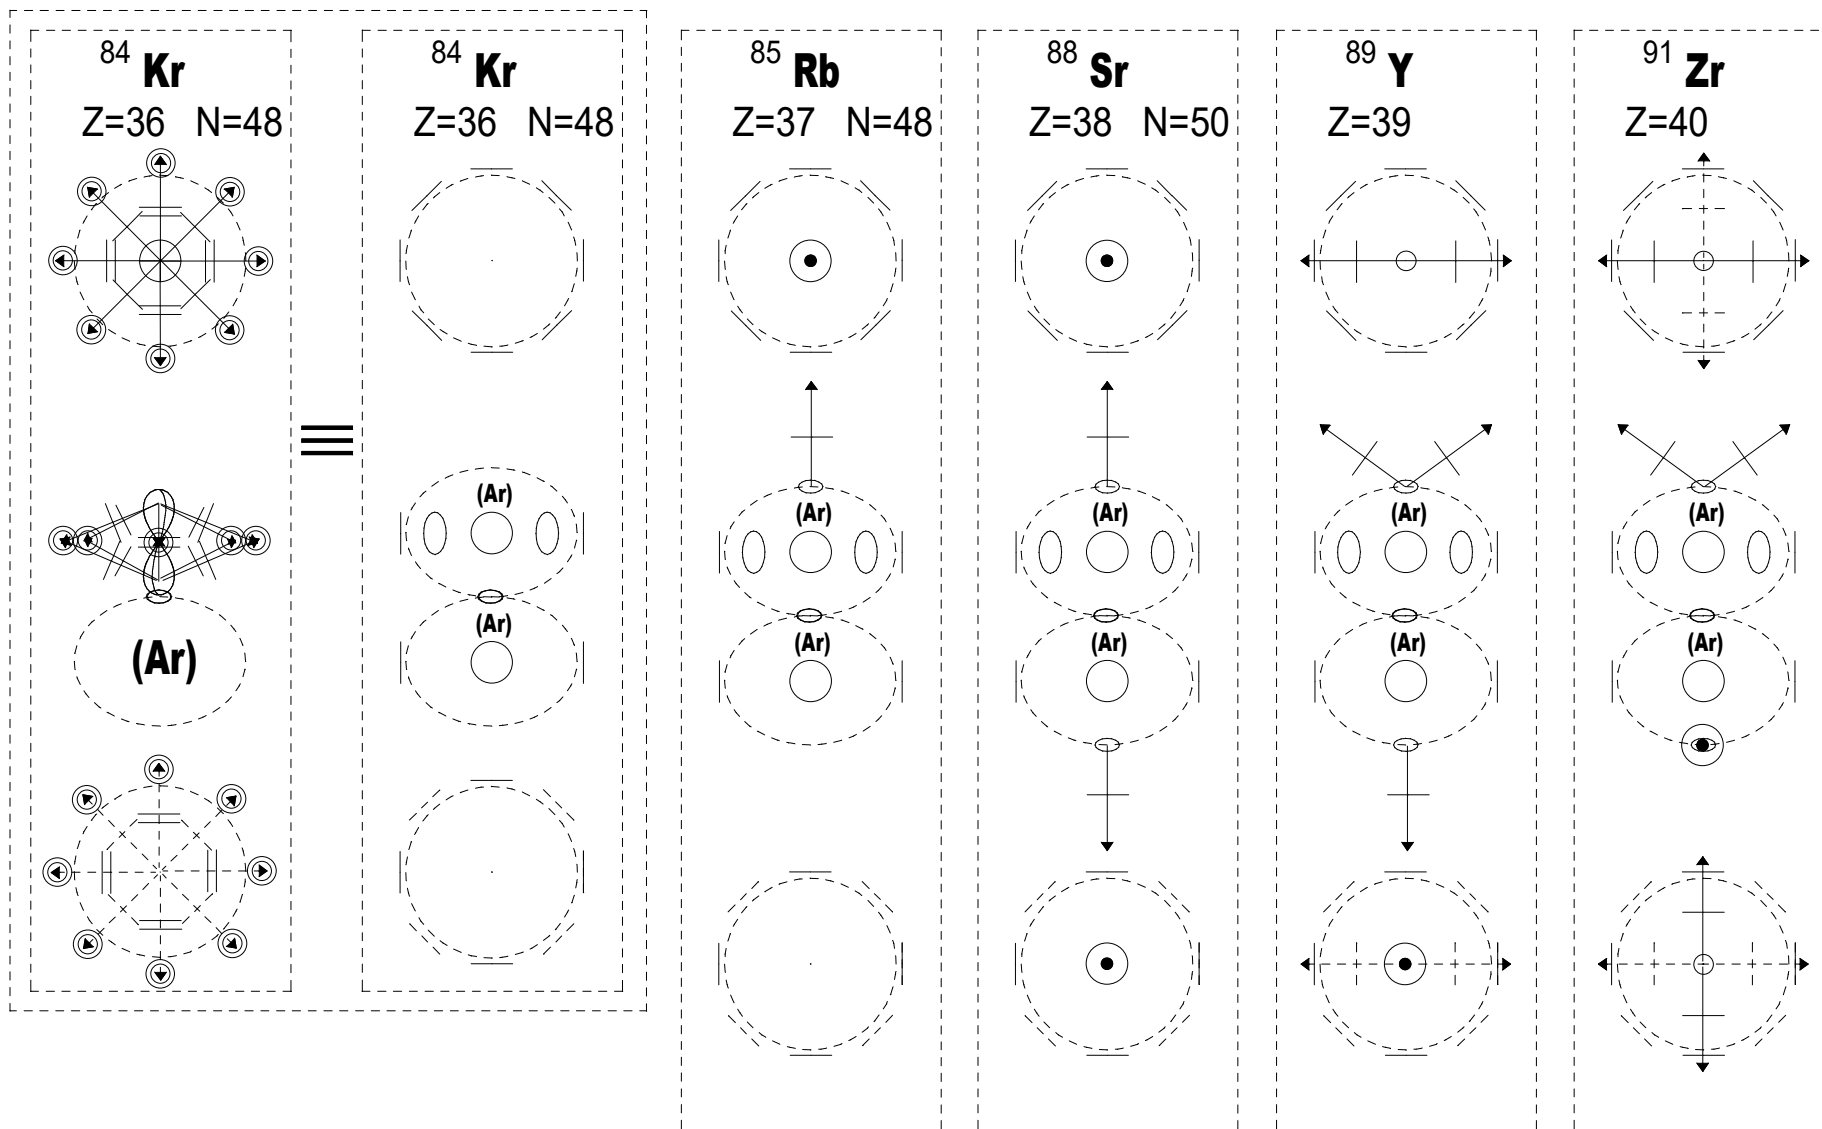 84 Kr
Z=36 N=48
(Ar)
84 Kr
Z=36 N=48
(Ar)
(Ar)
85 Rb
Z=37 N=48
(Ar)
(Ar)
88 Sr
Z=38 N=50
(Ar)
(Ar)
89 Y
Z=39
(Ar)
(Ar)
91 Zr
Z=40
(Ar)
(Ar)